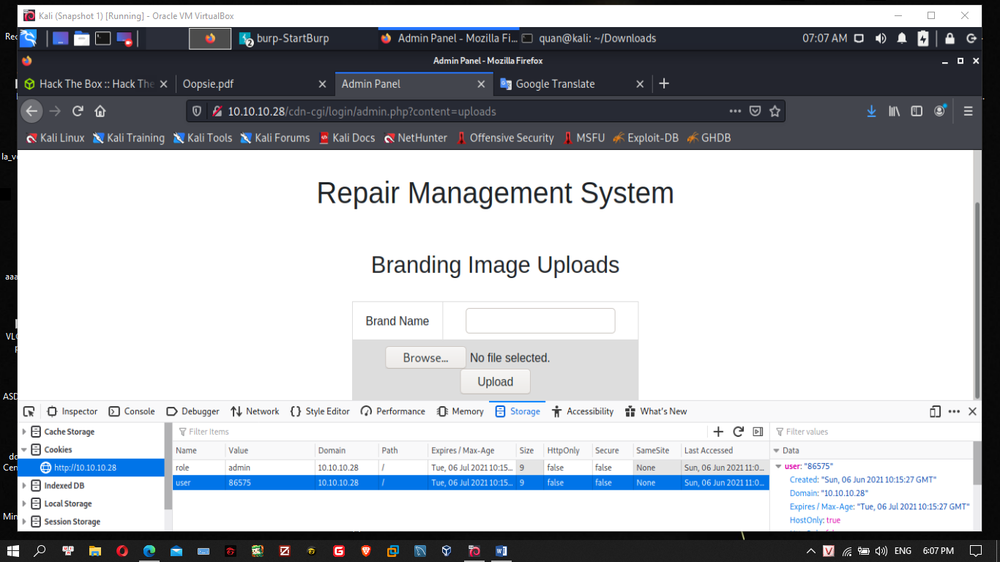 Kali (Snapshot 1) [Running] - Oracle VM VirtualBox
burp-StartBurp
Admin Panel - Mozilla Fi...
quan@kali: ~/Downloads
07:07 AM
Admin Panel - Mozilla Firefox
Hack The Box :: Hack The
Oopsie.pdf
Admin Panel
Google Translate
10.10.10.28/cdn-cgi/login/admin.php?content=uploads
Kali Linux
Kali Training
Kali Tools
Kali Forums
Kali Docs
NetHunter
Offensive Security
MSFU
Exploit-DB
GHDB
Repair Management System
Branding Image Uploads
Brand Name
Browse... No file selected.
Upload
Inspector
Console
Debugger
Network
Style Editor
Performance
Memory
Storage
Accessibility
What's New
Cache Storage
Cookies
http://10.10.10.28
Indexed DB
Local Storage
Session Storage
Filter Items
Name Value Domain Path Expires / Max-Age Size HttpOnly Secure SameSite Last Accessed
role admin 10.10.10.28 / Tue, 06 Jul 2021 10:15... 9 false false None Sun, 06 Jun 2021 11:0...
user 86575 10.10.10.28 / Tue, 06 Jul 2021 10:15... 9 false false None Sun, 06 Jun 2021 11:0...
Filter values
Data
user: "86575"
Created: "Sun, 06 Jun 2021 10:15:27 GMT"
Domain: "10.10.10.28"
Expires / Max-Age: "Tue, 06 Jul 2021 10:15:27 GMT"
HostOnly: true
ENG
6:07 PM